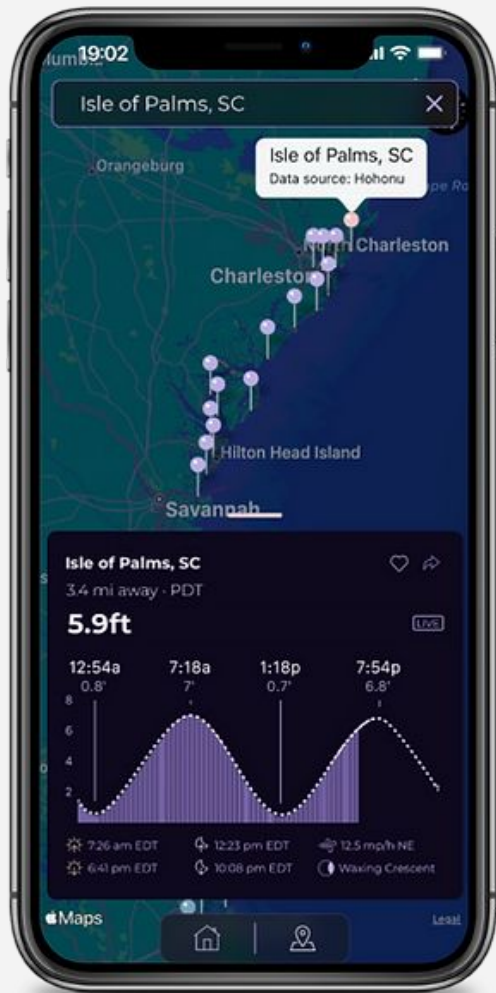 19:02
Isle of Palms, SC
Isle of Palms, SC
Data source: Hohonu
Orangeburg
North Charleston
Charleston
Hilton Head Island
Savannah
Isle of Palms, SC
3.4 mi away · PDT
5.9ft
LIVE
12:54a 7:18a 1:18p 7:54p
0.8' 7' 0.7' 6.8'
8
6
4
2
7:26 am EDT 12:23 pm EDT 12.5 mp/h NE
6:41 pm EDT 10:08 pm EDT Waxing Crescent
Maps
Legal